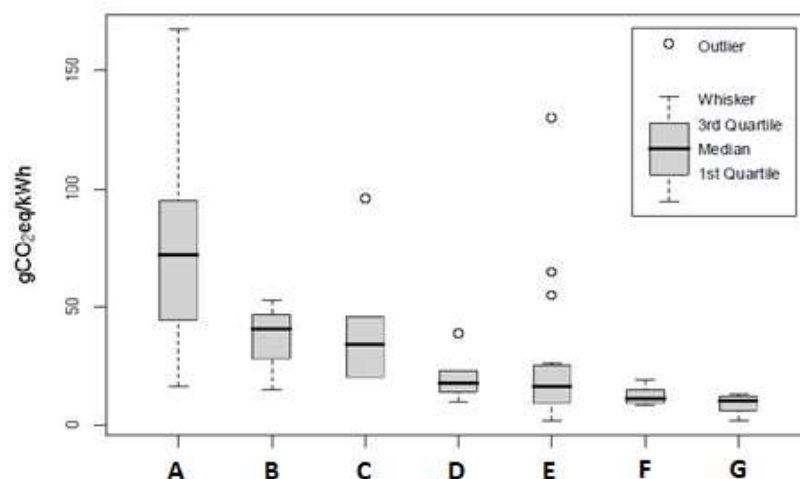 150
100
50
0
gCO₂eq/kWh
Outlier
Whisker
3rd Quartile
Median
1st Quartile
A B C D E F G